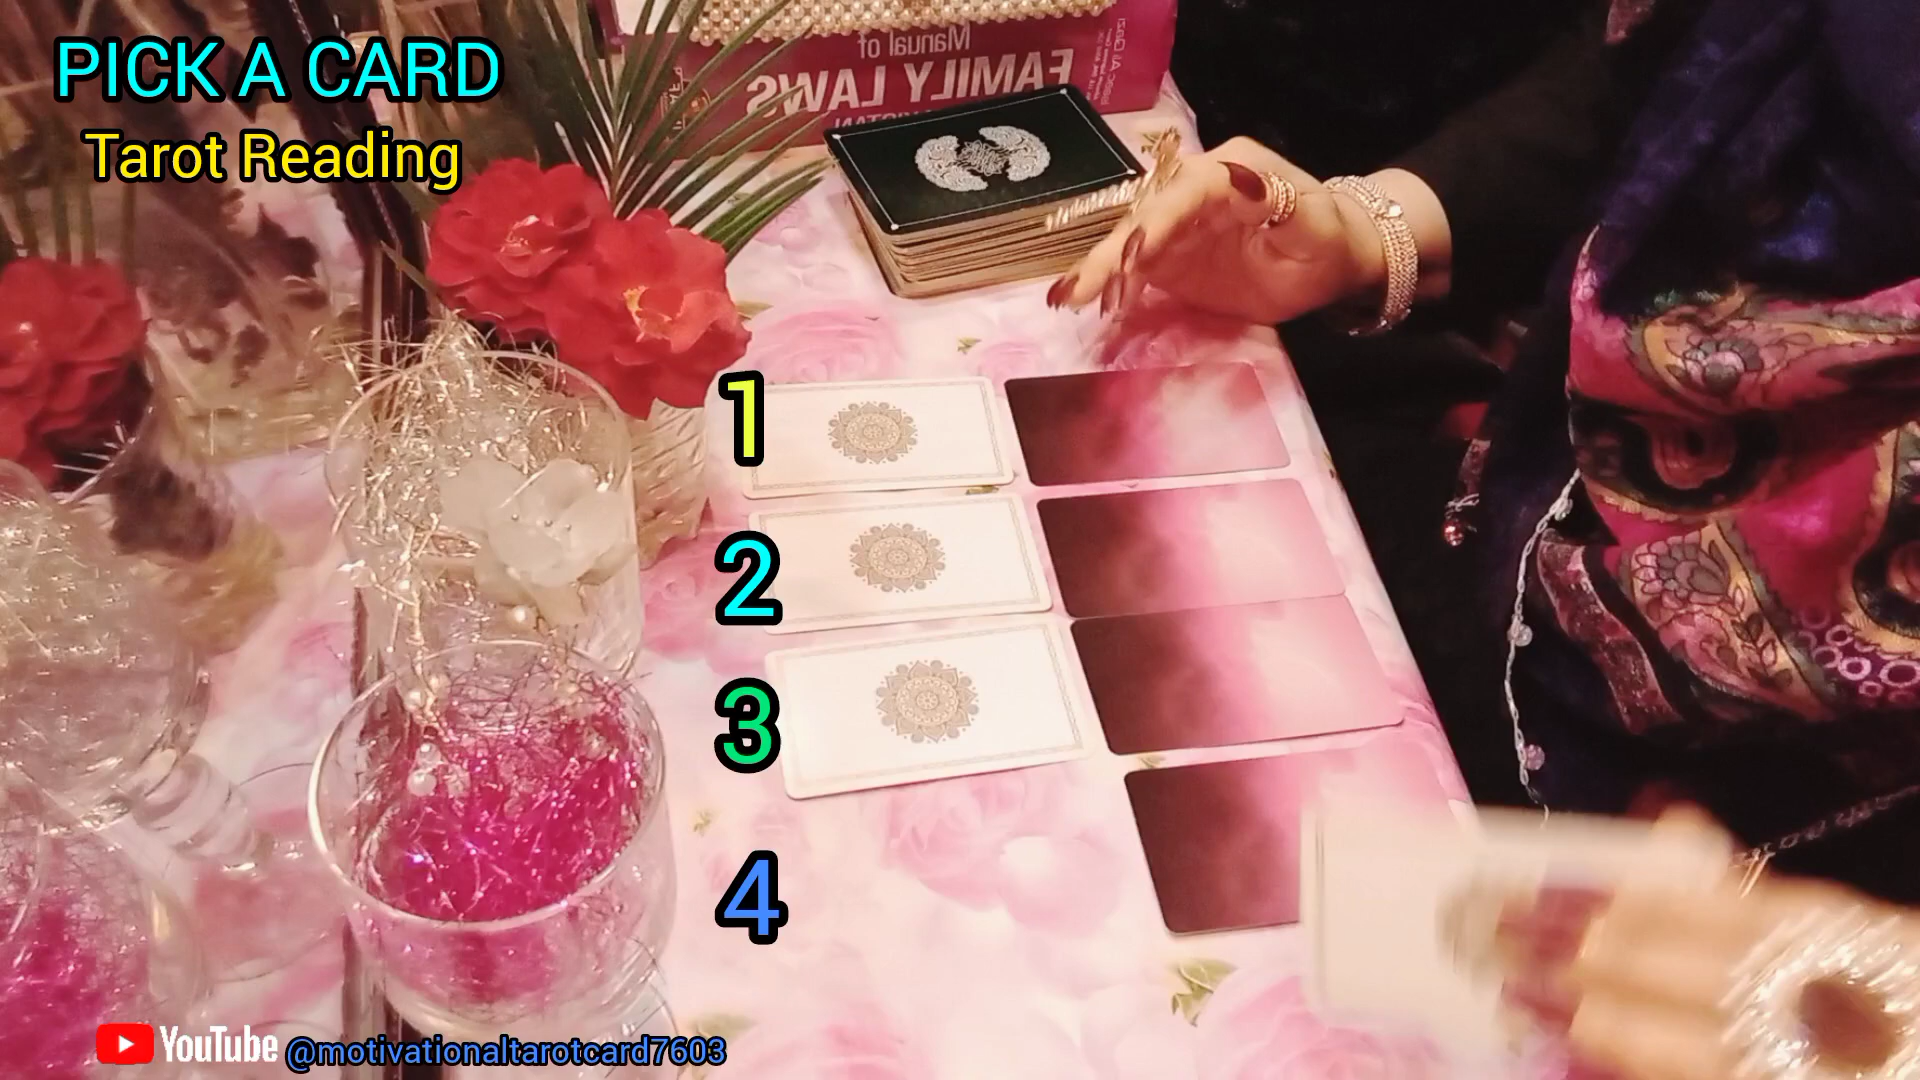 PICK A CARD
Tarot Reading
Manual of
FAMILY LAWS
1
2
3
4
YouTube @motivationaltarotcard7603